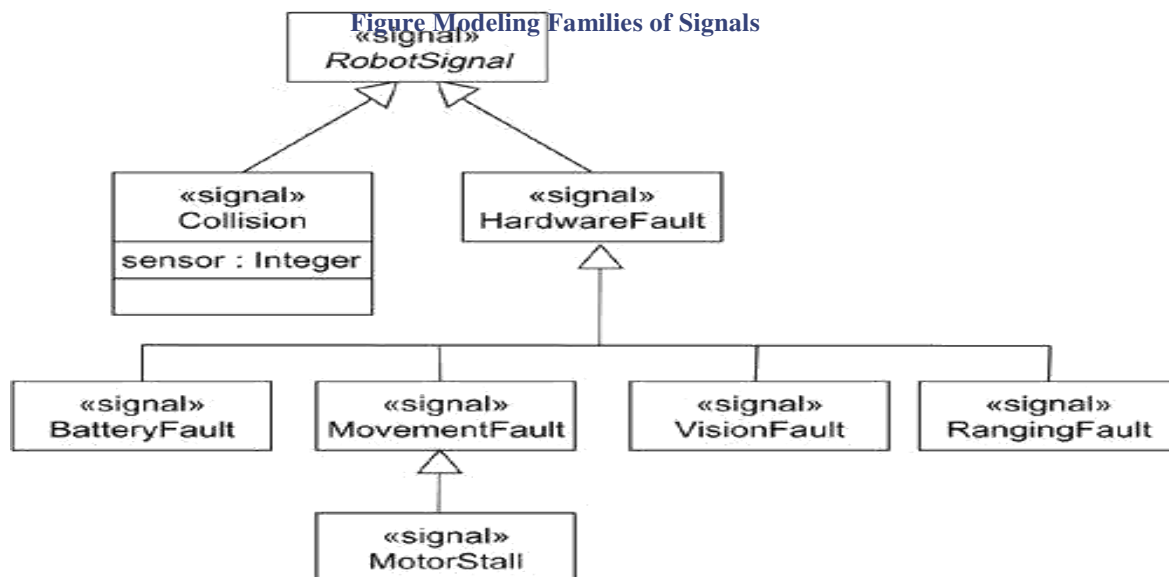 Figure Modeling Families of Signals
«signal»
RobotSignal
«signal»
Collision
sensor : Integer
«signal»
HardwareFault
«signal»
BatteryFault
«signal»
MovementFault
«signal»
VisionFault
«signal»
RangingFault
«signal»
MotorStall